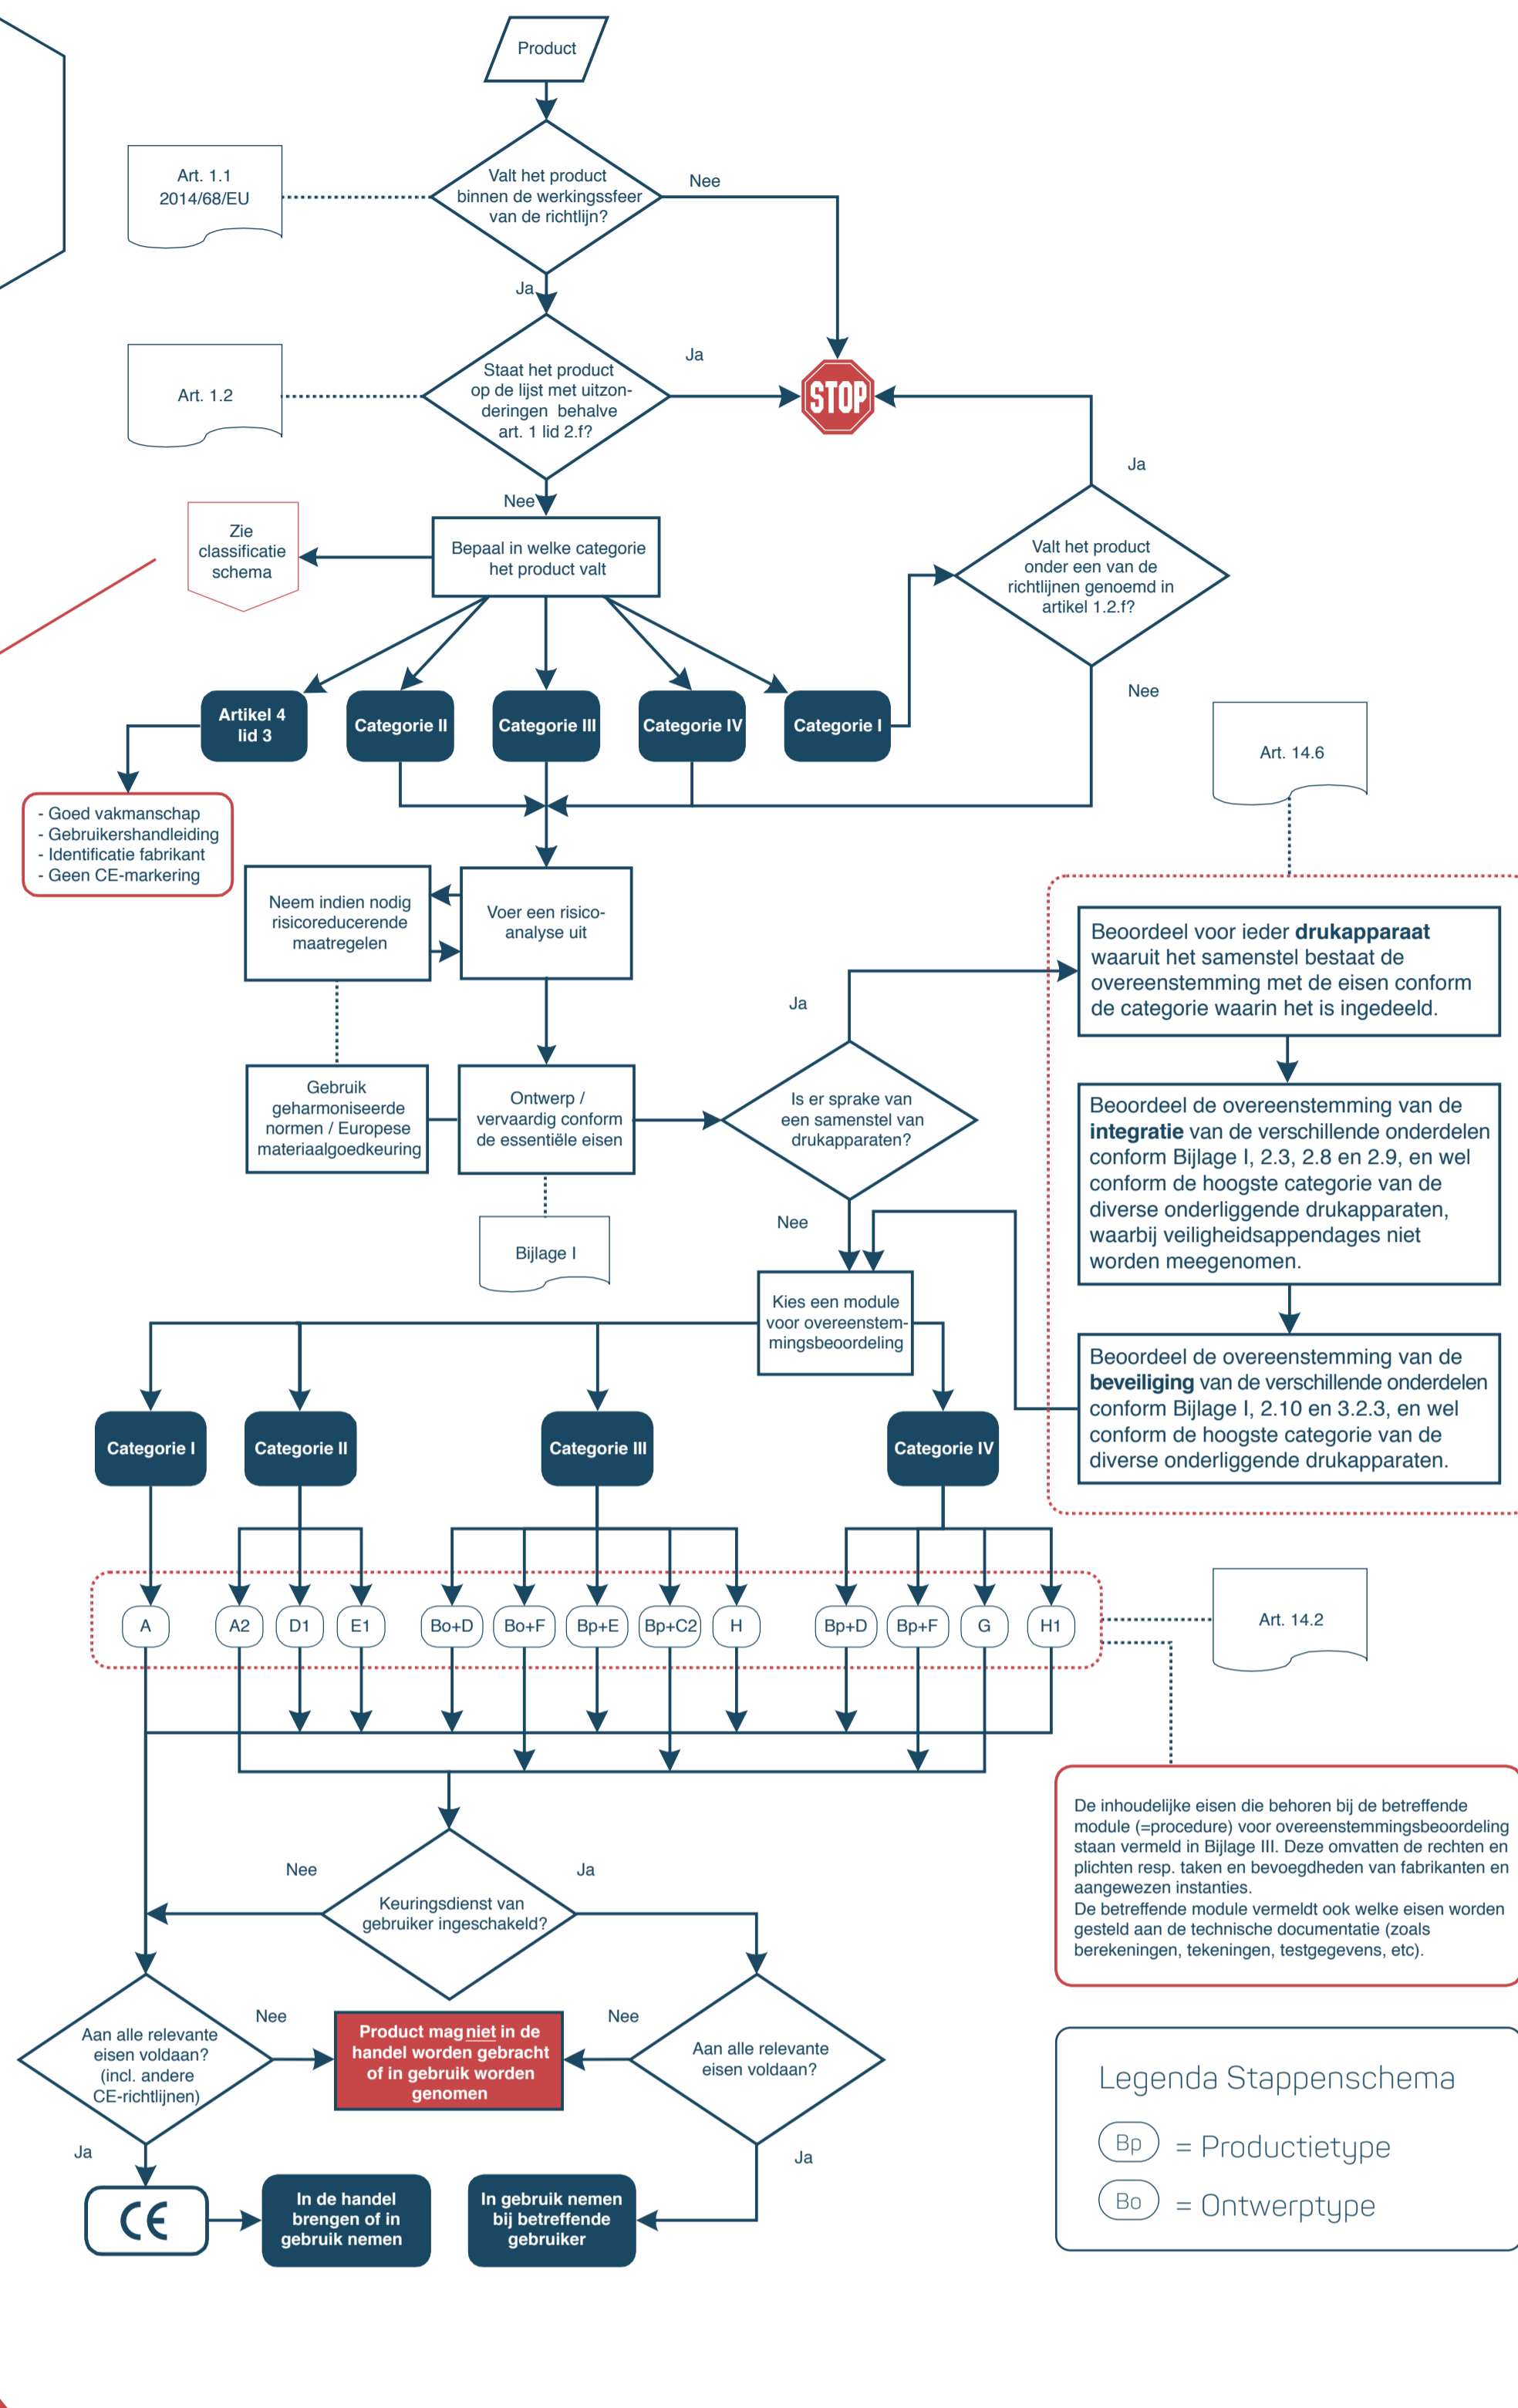 Product
Art. 1.1
2014/68/EU
Valt het product
binnen de werkingssfeer
van de richtlijn?
Nee
Ja
Art. 1.2
Staat het product
op de lijst met uitzon-
deringen behalve
art. 1 lid 2.f?
Ja
STOP
Nee
Ja
Zie
classificatie
schema
Bepaal in welke categorie
het product valt
Valt het product
onder een van de
richtlijnen genoemd in
artikel 1.2.f?
Nee
Artikel 4
lid 3
Categorie II
Categorie III
Categorie IV
Categorie I
Art. 14.6
- Goed vakmanschap
- Gebruikershandleiding
- Identificatie fabrikant
- Geen CE-markering
Neem indien nodig
risicoreducerende
maatregelen
Voer een risico-
analyse uit
Beoordeel voor ieder drukapparaat
waaruit het samenstel bestaat de
overeenstemming met de eisen conform
de categorie waarin het is ingedeeld.
Ja
Gebruik
geharmoniseerde
normen / Europese
materiaalgoedkeuring
Ontwerp /
vervaardig conform
de essentiële eisen
Is er sprake van
een samenstel van
drukapparaten?
Beoordeel de overeenstemming van de
integratie van de verschillende onderdelen
conform Bijlage I, 2.3, 2.8 en 2.9, en wel
conform de hoogste categorie van de
diverse onderliggende drukapparaten,
waarbij veiligheidsappendages niet
worden meegenomen.
Nee
Bijlage I
Kies een module
voor overeenstem-
mingsbeoordeling
Beoordeel de overeenstemming van de
beveiliging van de verschillende onderdelen
conform Bijlage I, 2.10 en 3.2.3, en wel
conform de hoogste categorie van de
diverse onderliggende drukapparaten.
Categorie I
Categorie II
Categorie III
Categorie IV
A
A2
D1
E1
Bo+D
Bo+F
Bp+E
Bp+C2
H
Bp+D
Bp+F
G
H1
Art. 14.2
De inhoudelijke eisen die behoren bij de betreffende
module (=procedure) voor overeenstemmingsbeoordeling
staan vermeld in Bijlage III. Deze omvatten de rechten en
plichten resp. taken en bevoegdheden van fabrikanten en
aangewezen instanties.
De betreffende module vermeldt ook welke eisen worden
gesteld aan de technische documentatie (zoals
berekeningen, tekeningen, testgegevens, etc).
Nee
Ja
Keuringsdienst van
gebruiker ingeschakeld?
Aan alle relevante
eisen voldaan?
(incl. andere
CE-richtlijnen)
Nee
Product mag niet in de
handel worden gebracht
of in gebruik worden
genomen
Nee
Aan alle relevante
eisen voldaan?
Ja
Ja
CE
In de handel
brengen of in
gebruik nemen
In gebruik nemen
bij betreffende
gebruiker
Legenda Stappenschema
Bp = Productietype
Bo = Ontwerptype